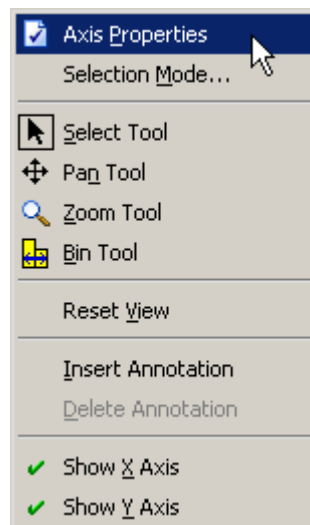 Axis Properties
Selection Mode...
Select Tool
Pan Tool
Zoom Tool
Bin Tool
Reset View
Insert Annotation
Delete Annotation
Show X Axis
Show Y Axis